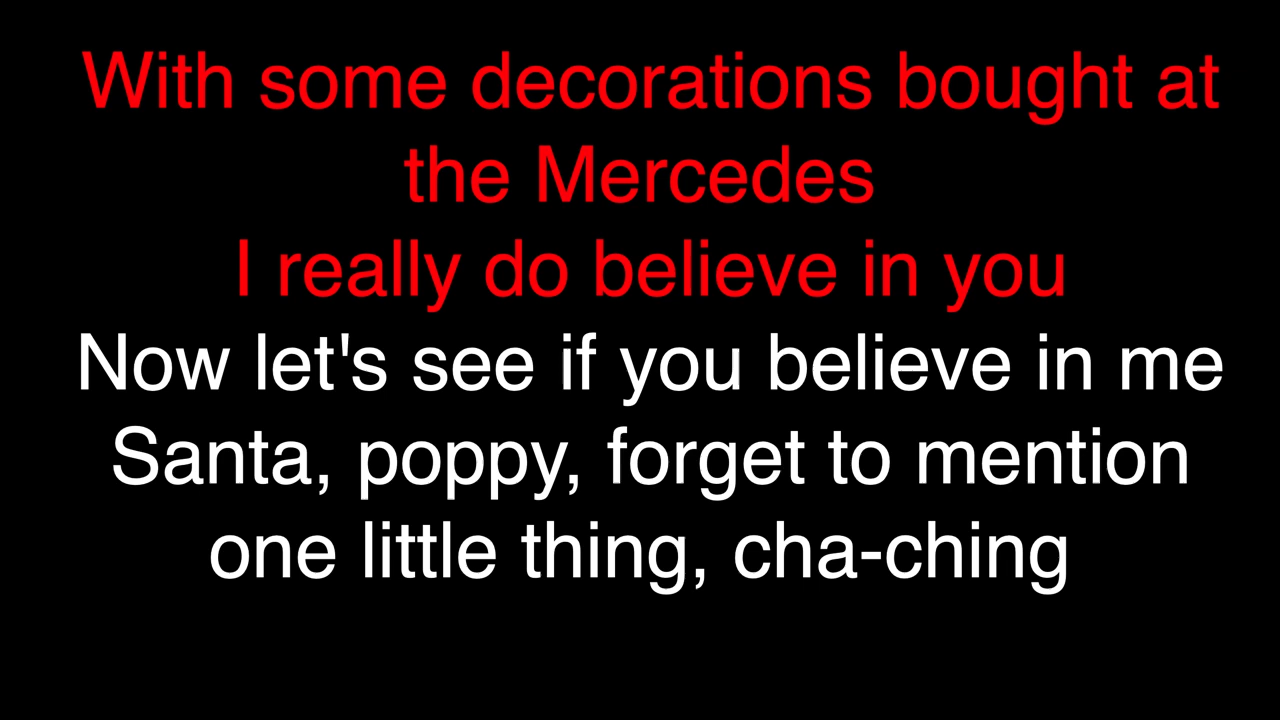 With some decorations bought at
the Mercedes
I really do believe in you
Now let's see if you believe in me
Santa, poppy, forget to mention
one little thing, cha-ching